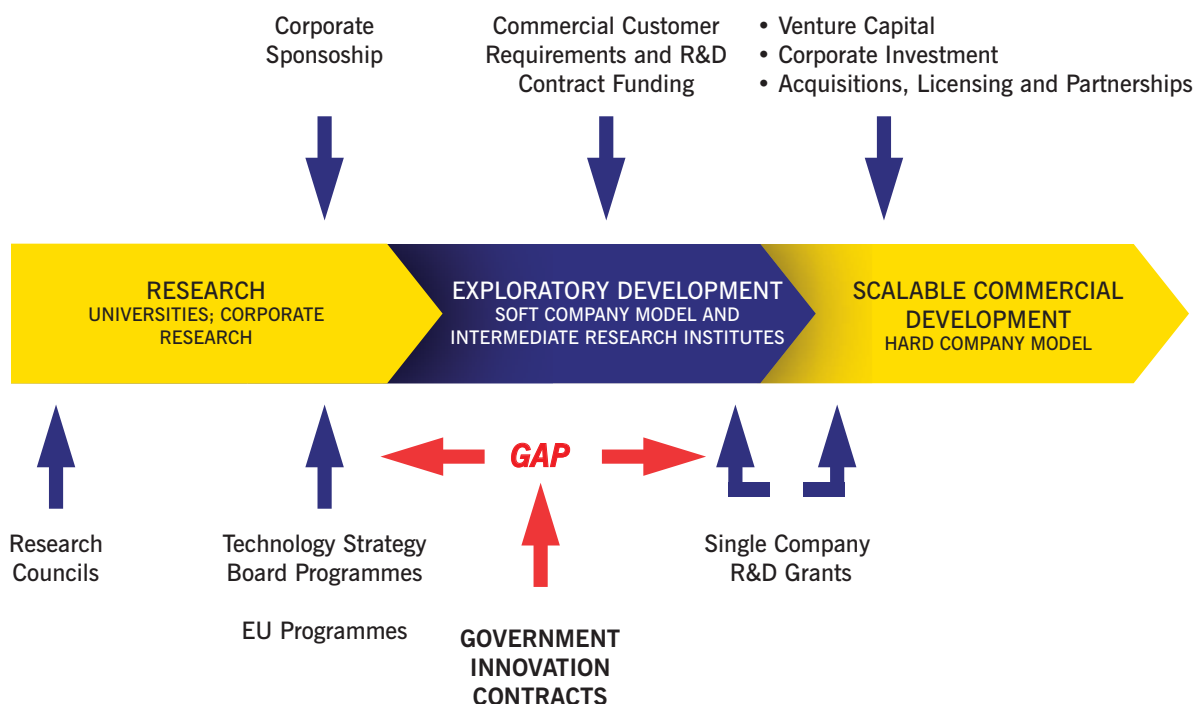 Corporate
Sponsoship
Commercial Customer
Requirements and R&D
Contract Funding
• Venture Capital
• Corporate Investment
• Acquisitions, Licensing and Partnerships
RESEARCH
UNIVERSITIES; CORPORATE
RESEARCH
EXPLORATORY DEVELOPMENT
SOFT COMPANY MODEL AND
INTERMEDIATE RESEARCH INSTITUTES
SCALABLE COMMERCIAL
DEVELOPMENT
HARD COMPANY MODEL
GAP
Research
Councils
Technology Strategy
Board Programmes
EU Programmes
GOVERNMENT
INNOVATION
CONTRACTS
Single Company
R&D Grants